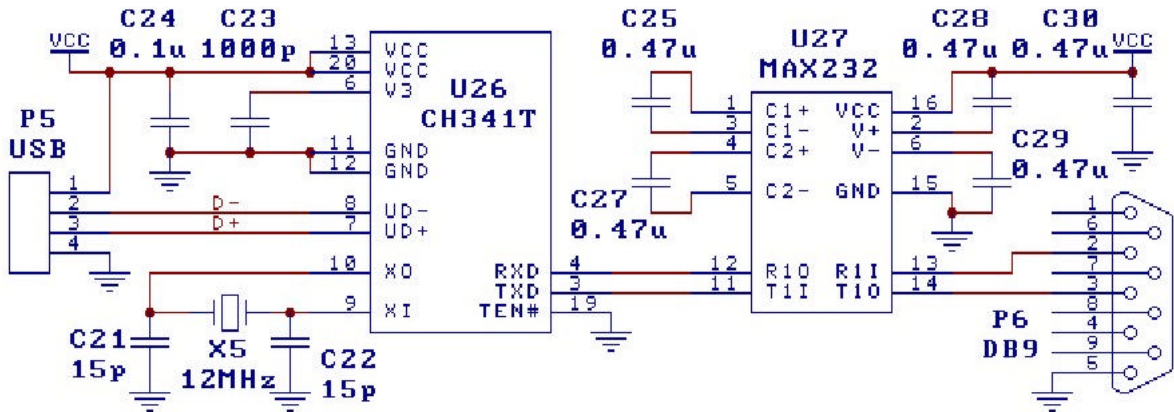 C24 C23 C25 C28 C30
VCC 0.1u 1000p 0.47u U27 0.47u 0.47u VCC
MAX232
13 VCC
20 VCC
6 V3
U26
CH341T
P5
USB
11 GND
12 GND
1
2 D- 8 UD-
3 D+ 7 UD+
4
10 XO
9 XI
RXD 4
TXD 3
TEN# 19
C21
15p
X5
12MHz
C22
15p
1 C1+ VCC 16
3 C1- V+ 2
4 C2+ V- 6
5 C2- GND 15
C27
0.47u
C29
0.47u
12 R1O R1I 13
11 T1I T1O 14
1
6
2
7
3
8
4
9
5
P6
DB9